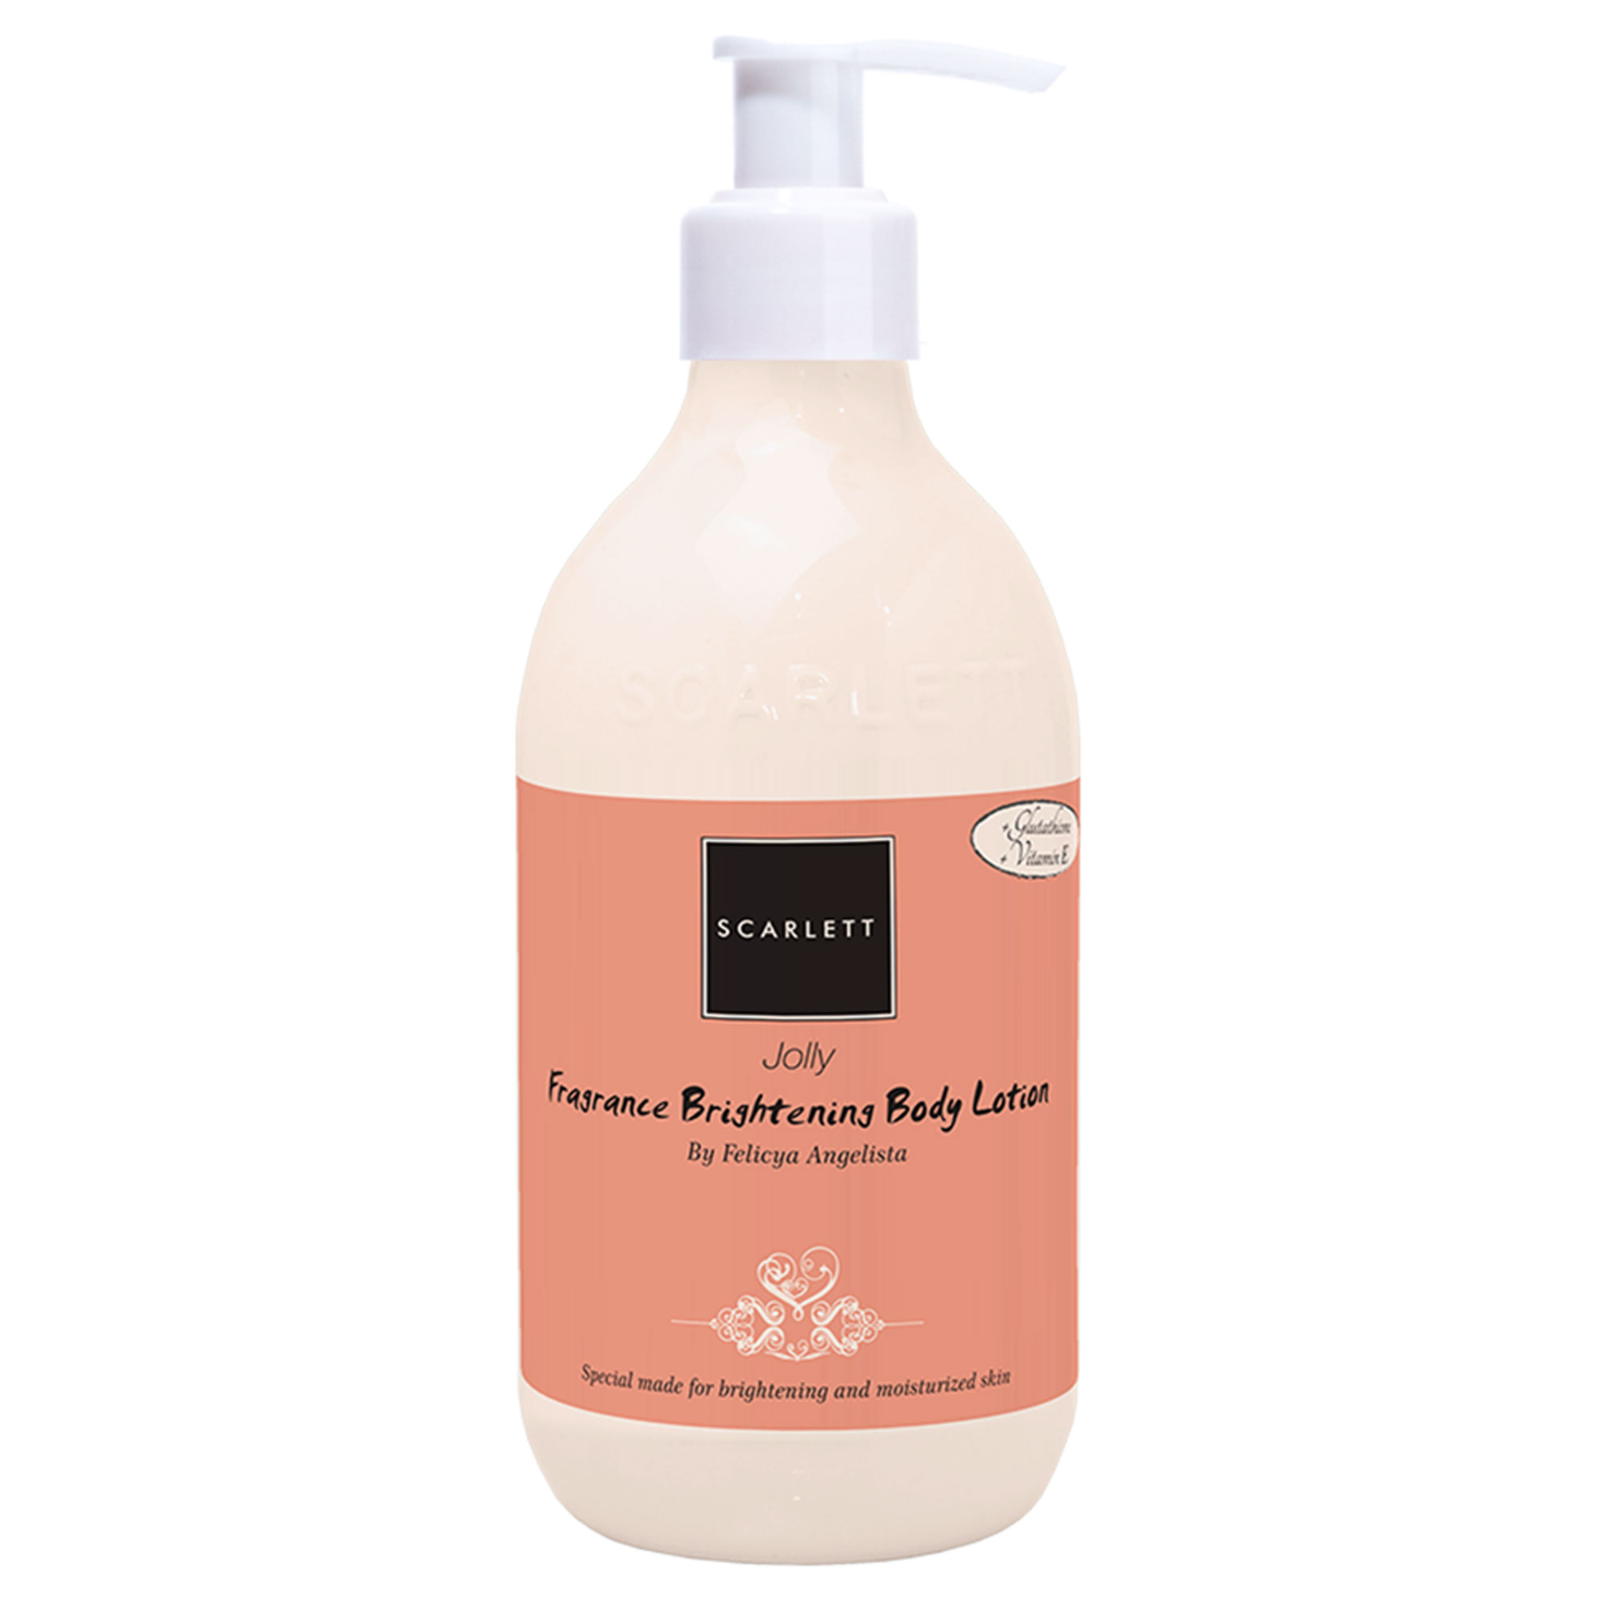 SCARLETT
+ Glutathione
+ Vitamin E
SCARLETT
Jolly
Fragrance Brightening Body Lotion
By Felicya Angelista
Special made for brightening and moisturized skin